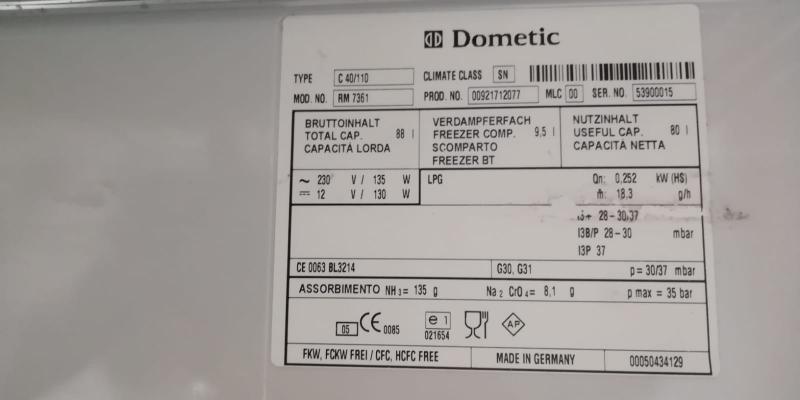 Dometic
TYPE C 40/110 CLIMATE CLASS SN
MOD. NO. RM 7361 PROD. NO. 00921712077 MLC 00 SER. NO. 53900015
BRUTTOINHALT
TOTAL CAP. 88 l
CAPACITÀ LORDA
VERDAMPFERFACH
FREEZER COMP. 9,5 l
SCOMPARTO
FREEZER BT
NUTZINHALT
USEFUL CAP. 80 l
CAPACITÀ NETTA
~ 230 V / 135 W
⎓ 12 V / 130 W
LPG
Qn: 0,252 kW (HS)
ṁ: 18.3 g/h
I3+ 28-30/37
I3B/P 28-30 mbar
I3P 37
CE 0063 BL3214 G30, G31 p= 30/37 mbar
ASSORBIMENTO NH3= 135 g Na2 CrO4= 8,1 g p max = 35 bar
05 CE 0085
e 1
021654
AP
FKW, FCKW FREI / CFC, HCFC FREE MADE IN GERMANY 00050434129